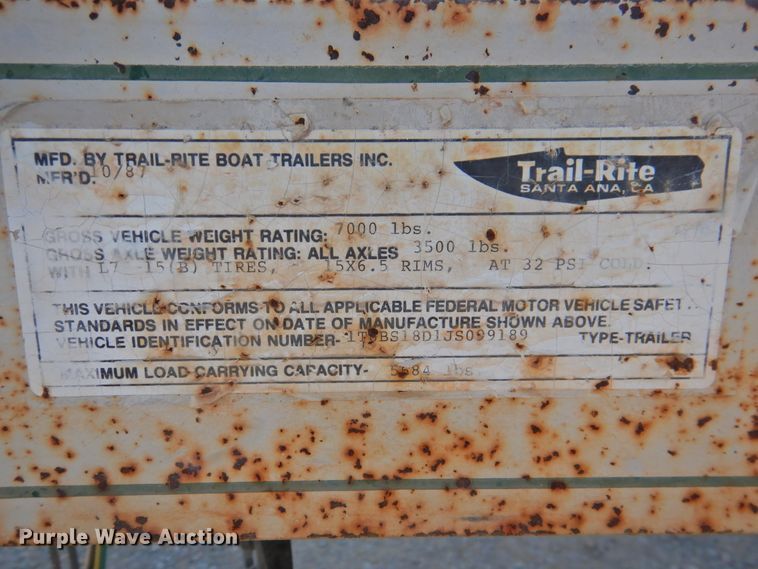 MFD. BY TRAIL-RITE BOAT TRAILERS INC.
MFR'D. 10/87
Trail-Rite
SANTA ANA, CA
GROSS VEHICLE WEIGHT RATING: 7000 lbs.
GROSS AXLE WEIGHT RATING: ALL AXLES 3500 lbs.
WITH L7 15(B) TIRES, 15X6.5 RIMS, AT 32 PSI COLD.
THIS VEHICLE CONFORMS TO ALL APPLICABLE FEDERAL MOTOR VEHICLE SAFET
STANDARDS IN EFFECT ON DATE OF MANUFACTURE SHOWN ABOVE.
VEHICLE IDENTIFICATION NUMBER- TYPE-TRAILER
MAXIMUM LOAD CARRYING CAPACITY- lbs
Purple Wave Auction